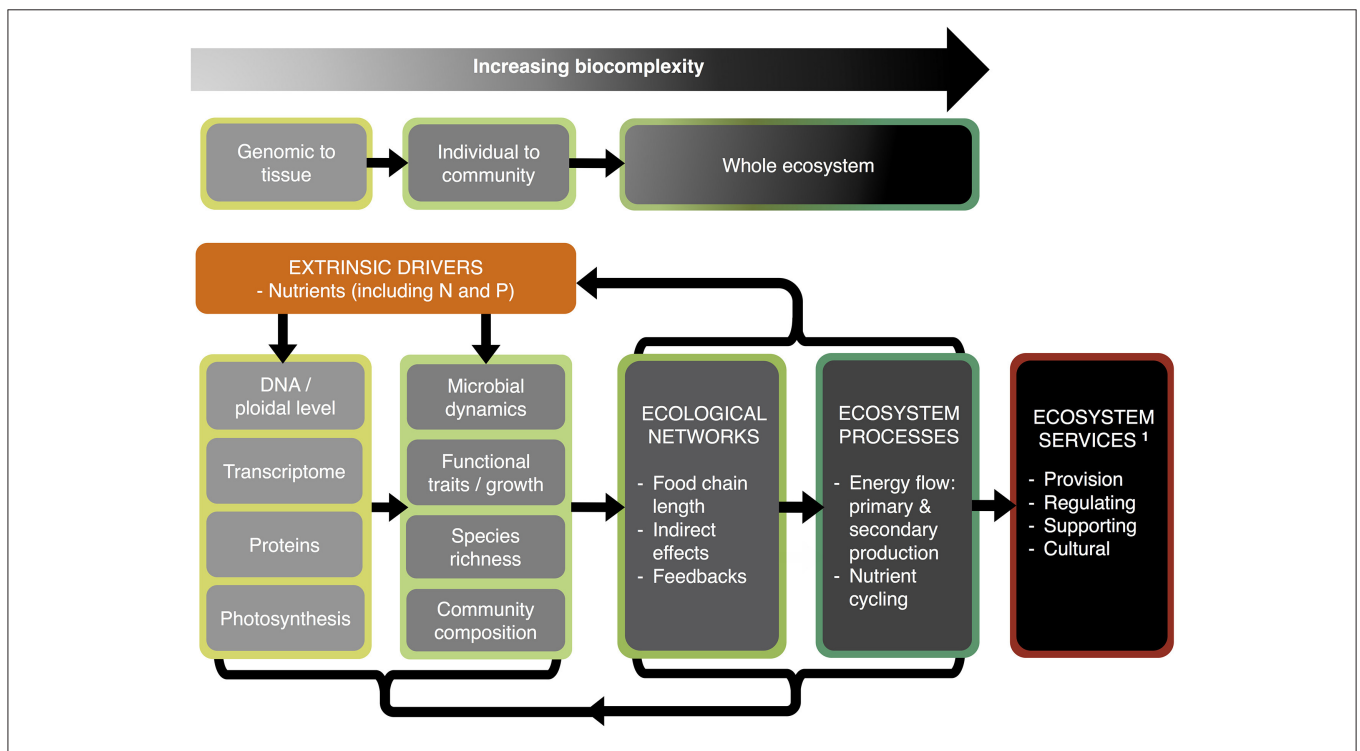 Increasing biocomplexity
Genomic to
tissue
Individual to
community
Whole ecosystem
EXTRINSIC DRIVERS
- Nutrients (including N and P)
DNA /
ploidal level
Transcriptome
Proteins
Photosynthesis
Microbial
dynamics
Functional
traits / growth
Species
richness
Community
composition
ECOLOGICAL
NETWORKS
- Food chain
length
- Indirect
effects
- Feedbacks
ECOSYSTEM
PROCESSES
- Energy flow:
primary &
secondary
production
- Nutrient
cycling
ECOSYSTEM
SERVICES 1
- Provision
- Regulating
- Supporting
- Cultural